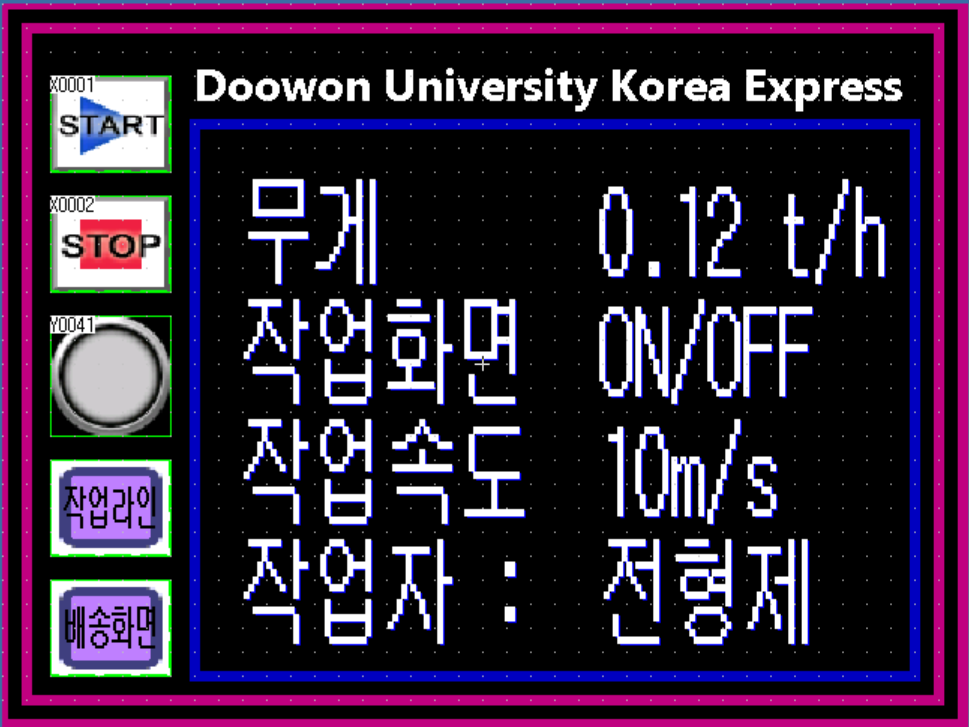 Doowon University Korea Express
X0001
START
X0002
STOP
Y0041
작업라인
배송화면
무게 0.12 t/h
작업화면 ON/OFF
작업속도 10m/s
작업자 : 전형제